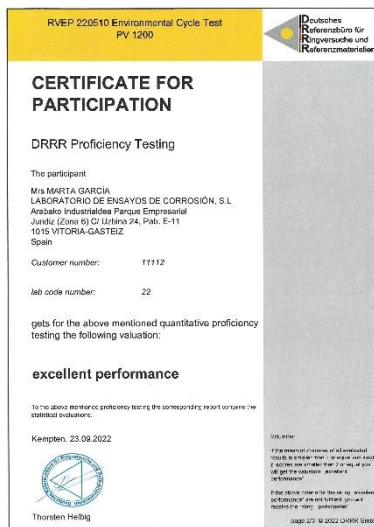 RVEP 220510 Environmental Cycle Test
PV 1200
Deutsches
Referenzbüro für
Ringversuche und
Referenzmaterialien
CERTIFICATE FOR
PARTICIPATION
DRRR Proficiency Testing
The participant
Mrs MARTA GARCÍA
LABORATORIO DE ENSAYOS DE CORROSIÓN, S.L
Arabako Industrialdea Parque Empresarial
Jundiz (Zona 6) C/ Uzbina 24, Pab. E-11
1015 VITORIA-GASTEIZ
Spain
Customer number: 11112
lab code number: 22
gets for the above mentioned quantitative proficiency
testing the following valuation:
excellent performance
To the above mentioned proficiency testing the corresponding report contains the
statistical evaluations.
Kempten, 23.09.2022
Thorsten Helbig
page 2/3 © 2022 DRRR GmbH